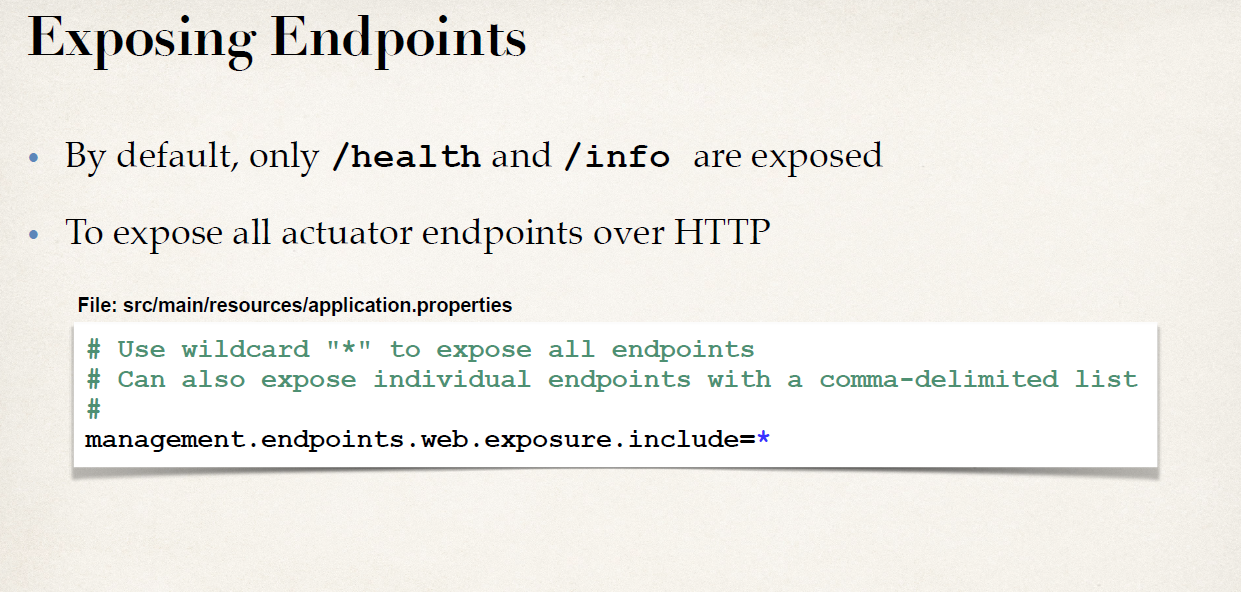 Exposing Endpoints
• By default, only /health and /info are exposed
• To expose all actuator endpoints over HTTP
File: src/main/resources/application.properties
# Use wildcard "*" to expose all endpoints
# Can also expose individual endpoints with a comma-delimited list
#
management.endpoints.web.exposure.include=*